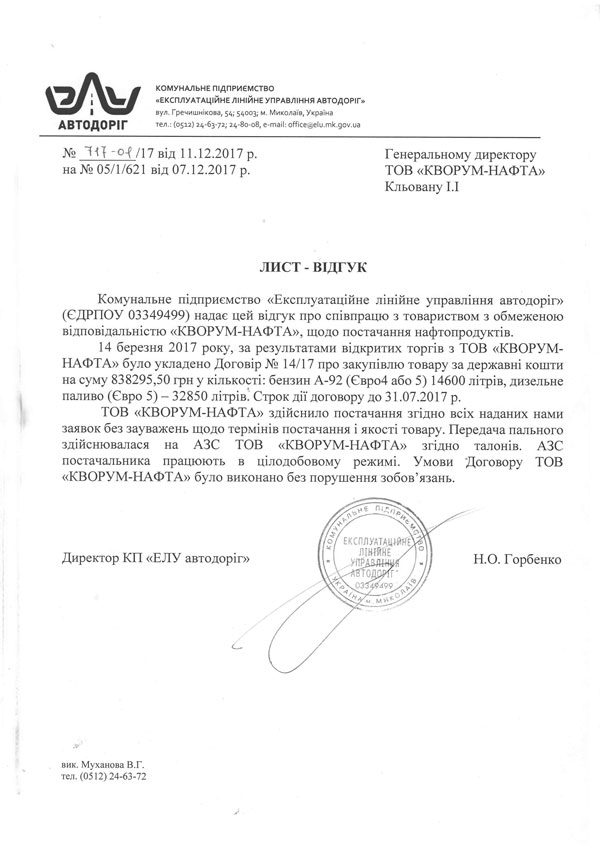 КОМУНАЛЬНЕ ПІДПРИЄМСТВО
«ЕКСПЛУАТАЦІЙНЕ ЛІНІЙНЕ УПРАВЛІННЯ АВТОДОРІГ»
вул. Гречишнікова, 54; 54003; м. Миколаїв, Україна
тел.: (0512) 24-63-72; 24-80-08, e-mail: office@elu.mk.gov.ua
ЕЛУ
АВТОДОРІГ
№ 717-01/17 від 11.12.2017 р.
на № 05/1/621 від 07.12.2017 р.
Генеральному директору
ТОВ «КВОРУМ-НАФТА»
Кльовану І.І
ЛИСТ - ВІДГУК
Комунальне підприємство «Експлуатаційне лінійне управління автодоріг»
(ЄДРПОУ 03349499) надає цей відгук про співпрацю з товариством з обмеженою
відповідальністю «КВОРУМ-НАФТА», щодо постачання нафтопродуктів.
14 березня 2017 року, за результатами відкритих торгів з ТОВ «КВОРУМ-
НАФТА» було укладено Договір № 14/17 про закупівлю товару за державні кошти
на суму 838295,50 грн у кількості: бензин А-92 (Євро4 або 5) 14600 літрів, дизельне
паливо (Євро 5) – 32850 літрів. Строк дії договору до 31.07.2017 р.
ТОВ «КВОРУМ-НАФТА» здійснило постачання згідно всіх наданих нами
заявок без зауважень щодо термінів постачання і якості товару. Передача пального
здійснювалася на АЗС ТОВ «КВОРУМ-НАФТА» згідно талонів. АЗС
постачальника працюють в цілодобовому режимі. Умови Договору ТОВ
«КВОРУМ-НАФТА» було виконано без порушення зобов’язань.
Директор КП «ЕЛУ автодоріг»
Н.О. Горбенко
КОМУНАЛЬНЕ ПІДПРИЄМСТВО
ЕКСПЛУАТАЦІЙНЕ
ЛІНІЙНЕ
УПРАВЛІННЯ
АВТОДОРІГ"
03349499
УКРАЇНА м. МИКОЛАЇВ
вик. Муханова В.Г.
тел. (0512) 24-63-72